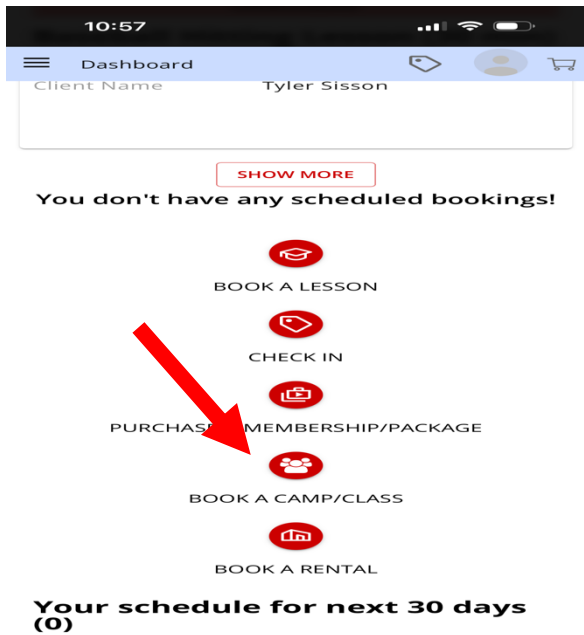 10:57
Dashboard
Client Name Tyler Sisson
SHOW MORE
You don't have any scheduled bookings!
BOOK A LESSON
CHECK IN
PURCHASE MEMBERSHIP/PACKAGE
BOOK A CAMP/CLASS
BOOK A RENTAL
Your schedule for next 30 days
(0)